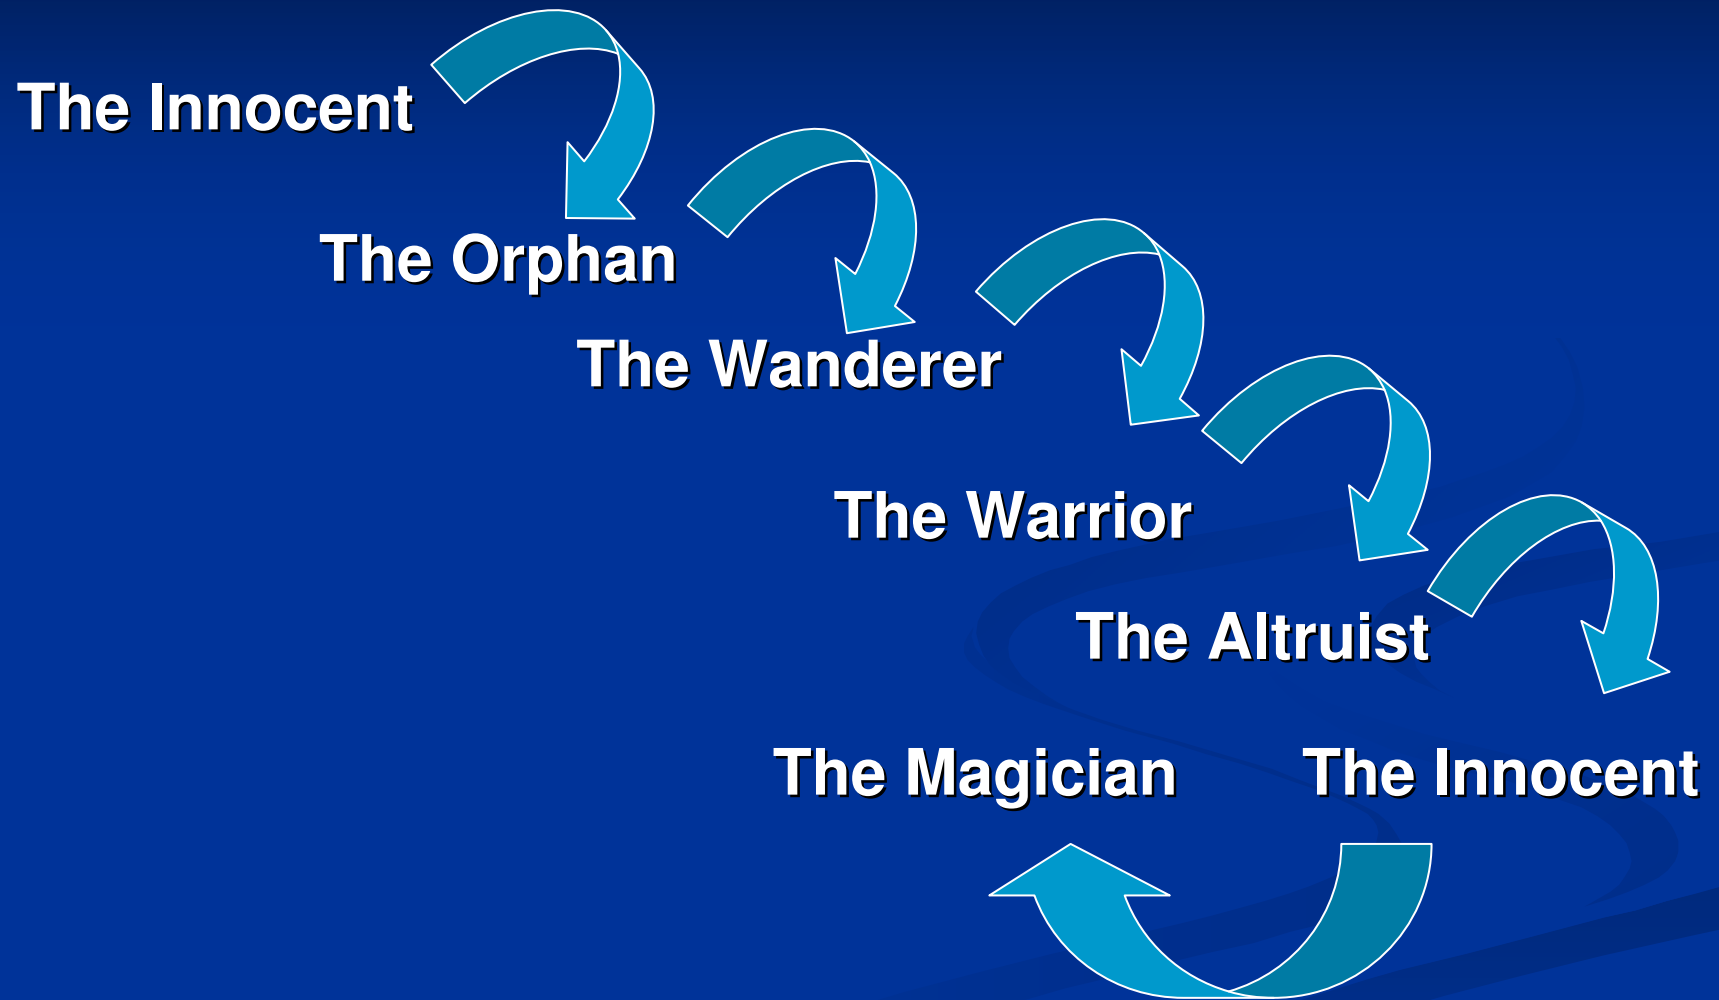 The Innocent
The Orphan
The Wanderer
The Warrior
The Altruist
The Magician
The Innocent